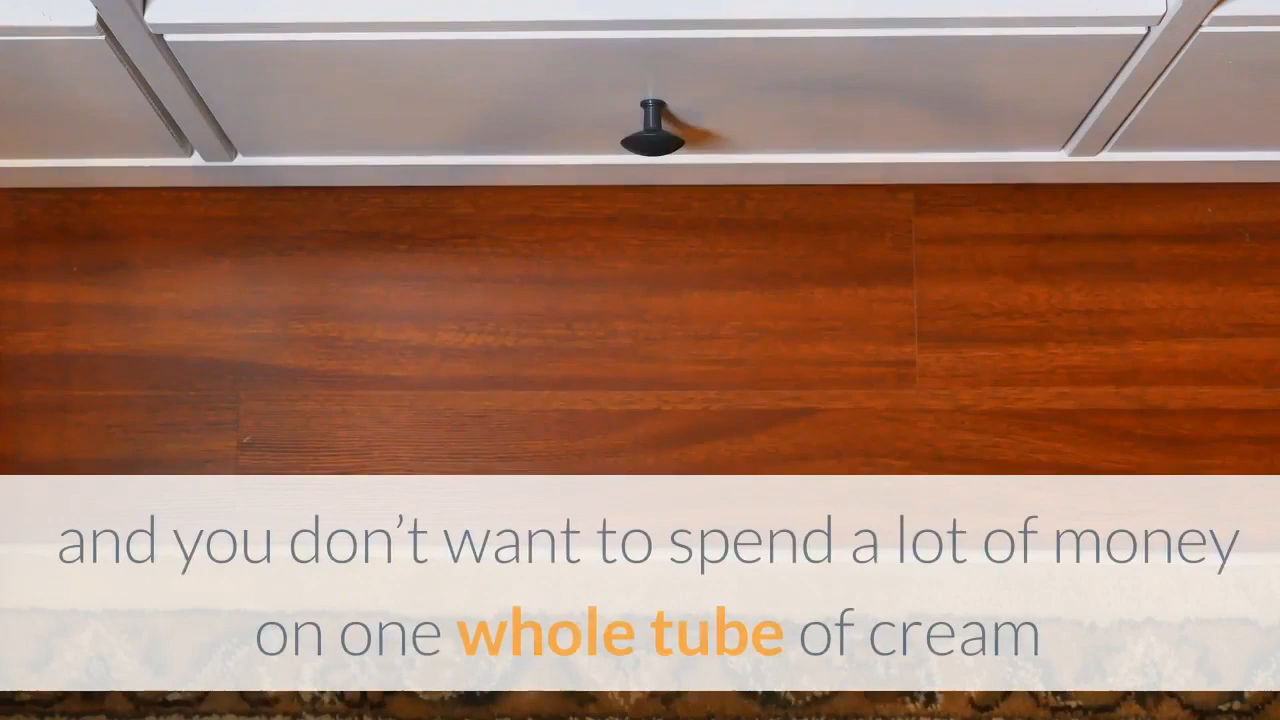 and you don’t want to spend a lot of money
on one whole tube of cream